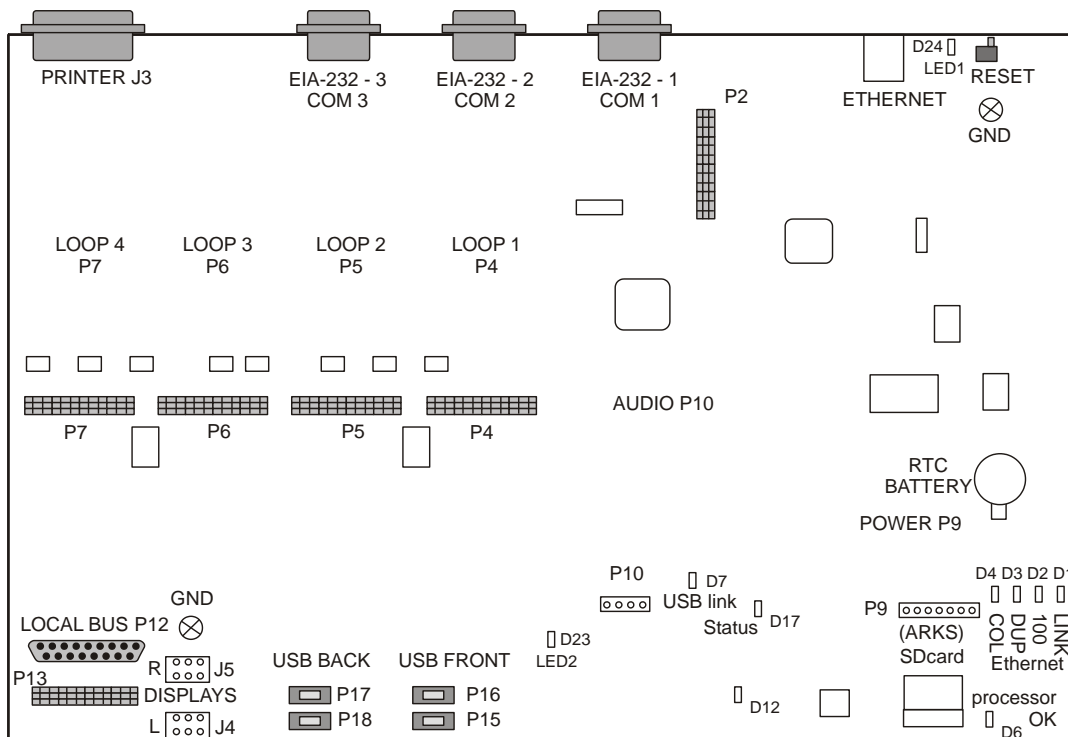 PRINTER J3
EIA-232 - 3
COM 3
EIA-232 - 2
COM 2
EIA-232 - 1
COM 1
P2
ETHERNET
D24
LED1
RESET
GND
LOOP 4
P7
LOOP 3
P6
LOOP 2
P5
LOOP 1
P4
P7
P6
P5
P4
AUDIO P10
RTC
BATTERY
POWER P9
P10
D7
USB link
Status
D17
P9
(ARKS)
SDcard
D4 D3 D2 D1
COL
DUP
100
LINK
Ethernet
GND
LOCAL BUS P12
R
J5
P13
DISPLAYS
L
J4
USB BACK
P17
P18
USB FRONT
P16
P15
D23
LED2
D12
processor
OK
D6